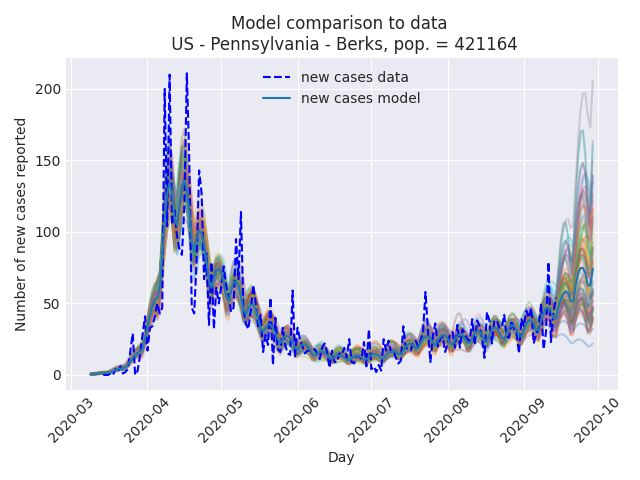 Model comparison to data
US - Pennsylvania - Berks, pop. = 421164
new cases data
new cases model
Number of new cases reported
200
150
100
50
0
2020-03
2020-04
2020-05
2020-06
2020-07
2020-08
2020-09
2020-10
Day